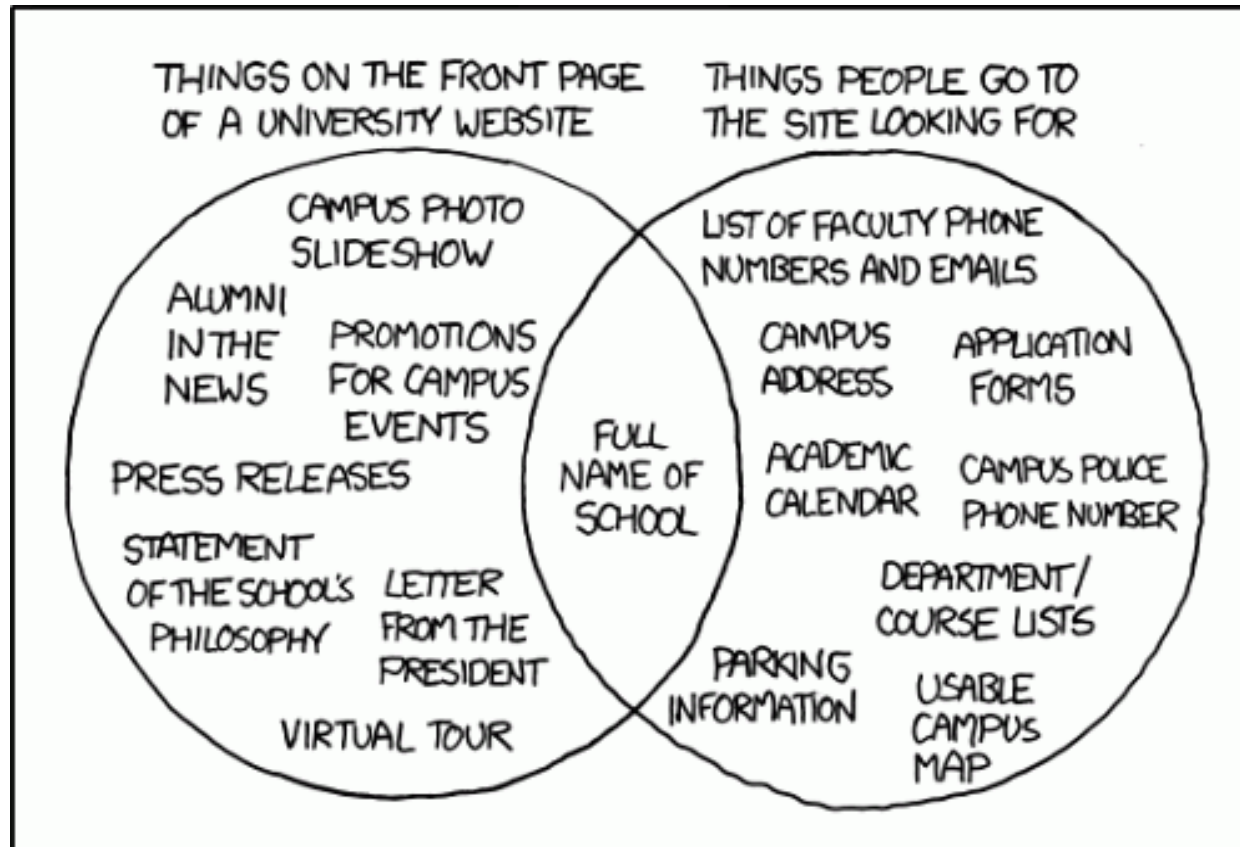 THINGS ON THE FRONT PAGE
OF A UNIVERSITY WEBSITE
THINGS PEOPLE GO TO
THE SITE LOOKING FOR
CAMPUS PHOTO
SLIDESHOW
ALUMNI
IN THE
NEWS
PROMOTIONS
FOR CAMPUS
EVENTS
PRESS RELEASES
STATEMENT
OF THE SCHOOL'S
PHILOSOPHY
LETTER
FROM THE
PRESIDENT
VIRTUAL TOUR
FULL
NAME OF
SCHOOL
LIST OF FACULTY PHONE
NUMBERS AND EMAILS
CAMPUS
ADDRESS
APPLICATION
FORMS
ACADEMIC
CALENDAR
CAMPUS POLICE
PHONE NUMBER
DEPARTMENT/
COURSE LISTS
PARKING
INFORMATION
USABLE
CAMPUS
MAP